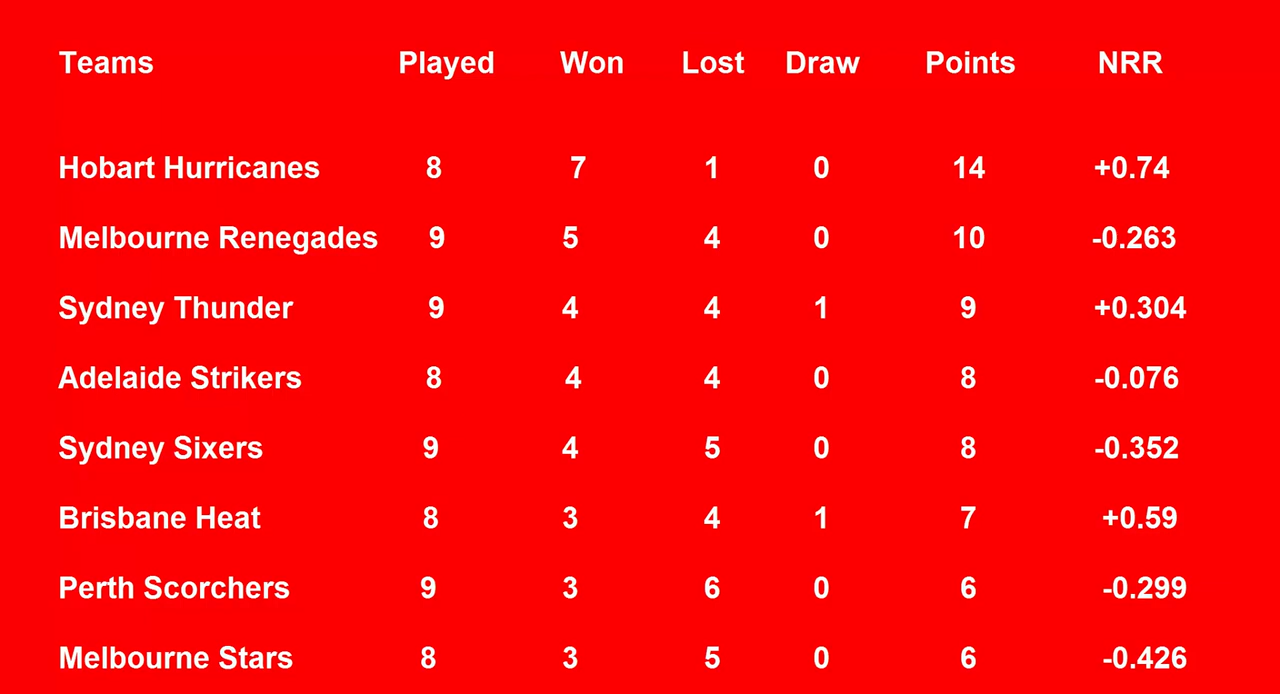 Teams Played Won Lost Draw Points NRR
Hobart Hurricanes 8 7 1 0 14 +0.74
Melbourne Renegades 9 5 4 0 10 -0.263
Sydney Thunder 9 4 4 1 9 +0.304
Adelaide Strikers 8 4 4 0 8 -0.076
Sydney Sixers 9 4 5 0 8 -0.352
Brisbane Heat 8 3 4 1 7 +0.59
Perth Scorchers 9 3 6 0 6 -0.299
Melbourne Stars 8 3 5 0 6 -0.426